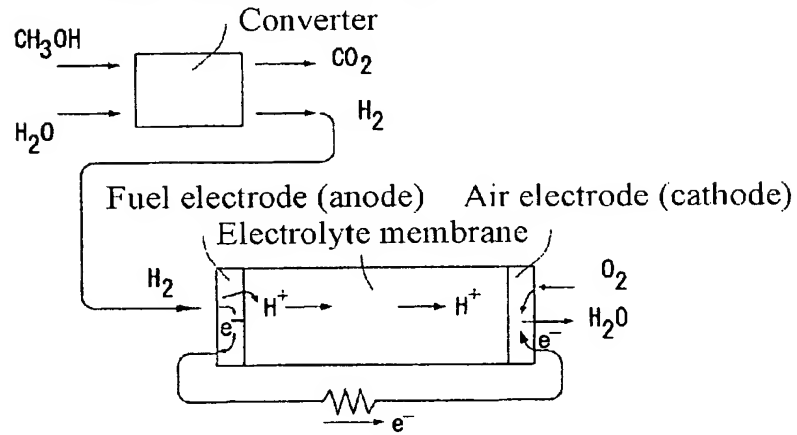 Converter
CH₃OH
CO₂
H₂O
H₂
Fuel electrode (anode) Air electrode (cathode)
Electrolyte membrane
H₂
H⁺
H⁺
O₂
e⁻
e⁻
H₂O
e⁻